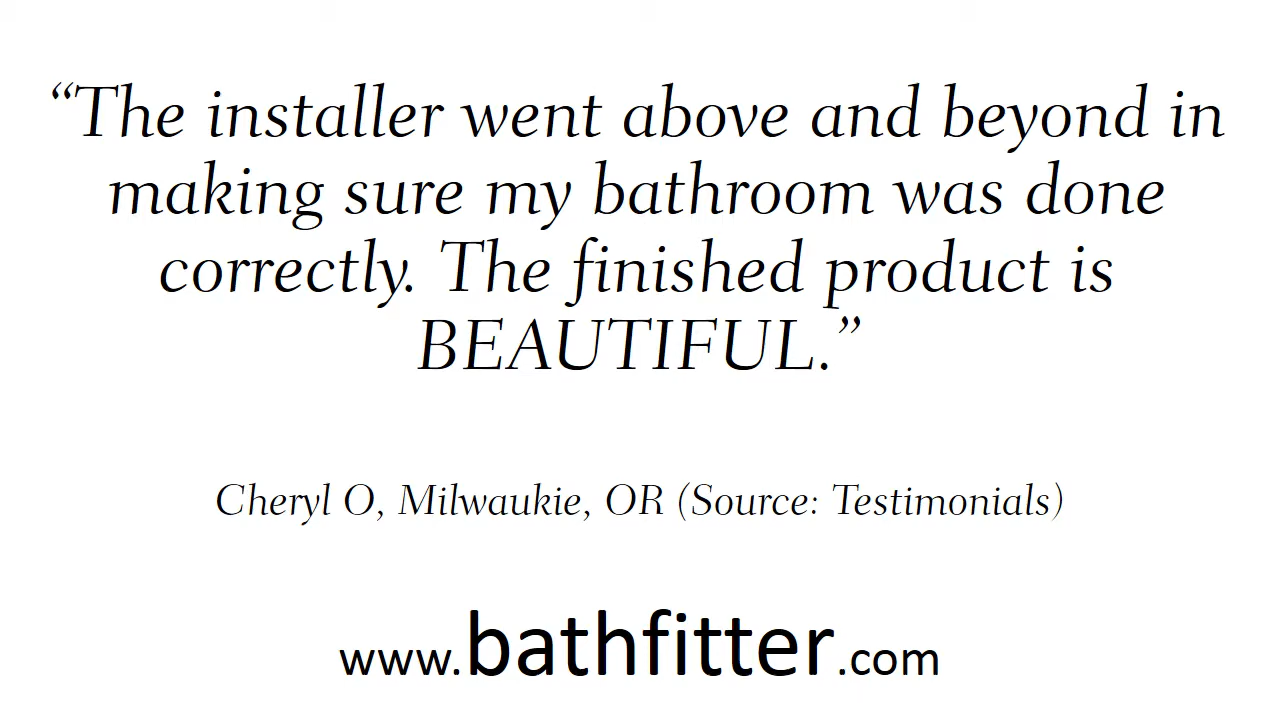 “The installer went above and beyond in
making sure my bathroom was done
correctly. The finished product is
BEAUTIFUL.”
Cheryl O, Milwaukie, OR (Source: Testimonials)
www.bathfitter.com